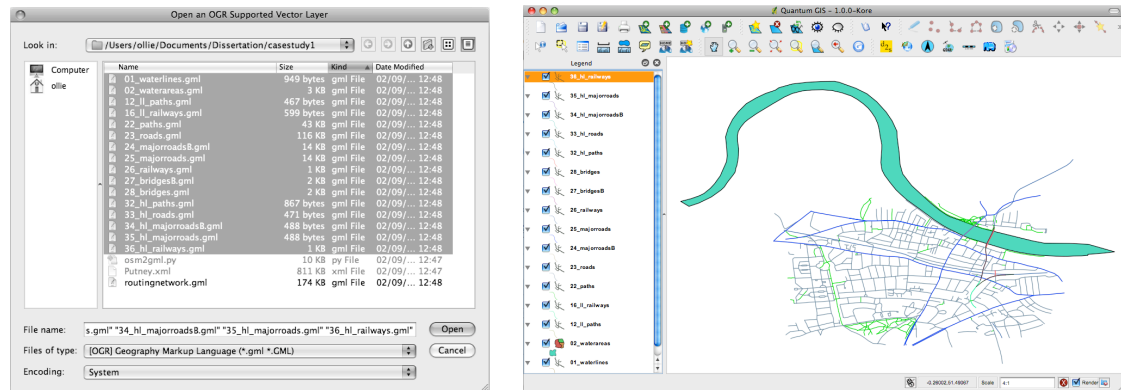 Open an OGR Supported Vector Layer
Look in: /Users/ollie/Documents/Dissertation/casestudy1
Computer
ollie
Name Size Kind Date Modified
01_waterlines.gml 949 bytes gml File 02/09/... 12:48
02_waterareas.gml 3 KB gml File 02/09/... 12:48
12_ll_paths.gml 467 bytes gml File 02/09/... 12:48
16_ll_railways.gml 599 bytes gml File 02/09/... 12:48
22_paths.gml 43 KB gml File 02/09/... 12:48
23_roads.gml 116 KB gml File 02/09/... 12:48
24_majorroadsB.gml 14 KB gml File 02/09/... 12:48
25_majorroads.gml 14 KB gml File 02/09/... 12:48
26_railways.gml 1 KB gml File 02/09/... 12:48
27_bridgesB.gml 2 KB gml File 02/09/... 12:48
28_bridges.gml 2 KB gml File 02/09/... 12:48
32_hl_paths.gml 867 bytes gml File 02/09/... 12:48
33_hl_roads.gml 471 bytes gml File 02/09/... 12:48
34_hl_majorroadsB.gml 488 bytes gml File 02/09/... 12:48
35_hl_majorroads.gml 488 bytes gml File 02/09/... 12:48
36_hl_railways.gml 1 KB gml File 02/09/... 12:48
osm2gml.py 10 KB py File 02/09/... 12:47
Putney.xml 811 KB xml File 02/09/... 12:47
routingnetwork.gml 174 KB gml File 02/09/... 12:48
File name: s.gml" "34_hl_majorroadsB.gml" "35_hl_majorroads.gml" "36_hl_railways.gml" Open
Files of type: [OGR] Geography Markup Language (*.gml *.GML) Cancel
Encoding: System
Quantum GIS - 1.0.0-Kore
Legend
36_hl_railways
35_hl_majorroads
34_hl_majorroadsB
33_hl_roads
32_hl_paths
28_bridges
27_bridgesB
26_railways
25_majorroads
24_majorroadsB
23_roads
22_paths
16_ll_railways
12_ll_paths
02_waterareas
01_waterlines
Scale 4:1 Render